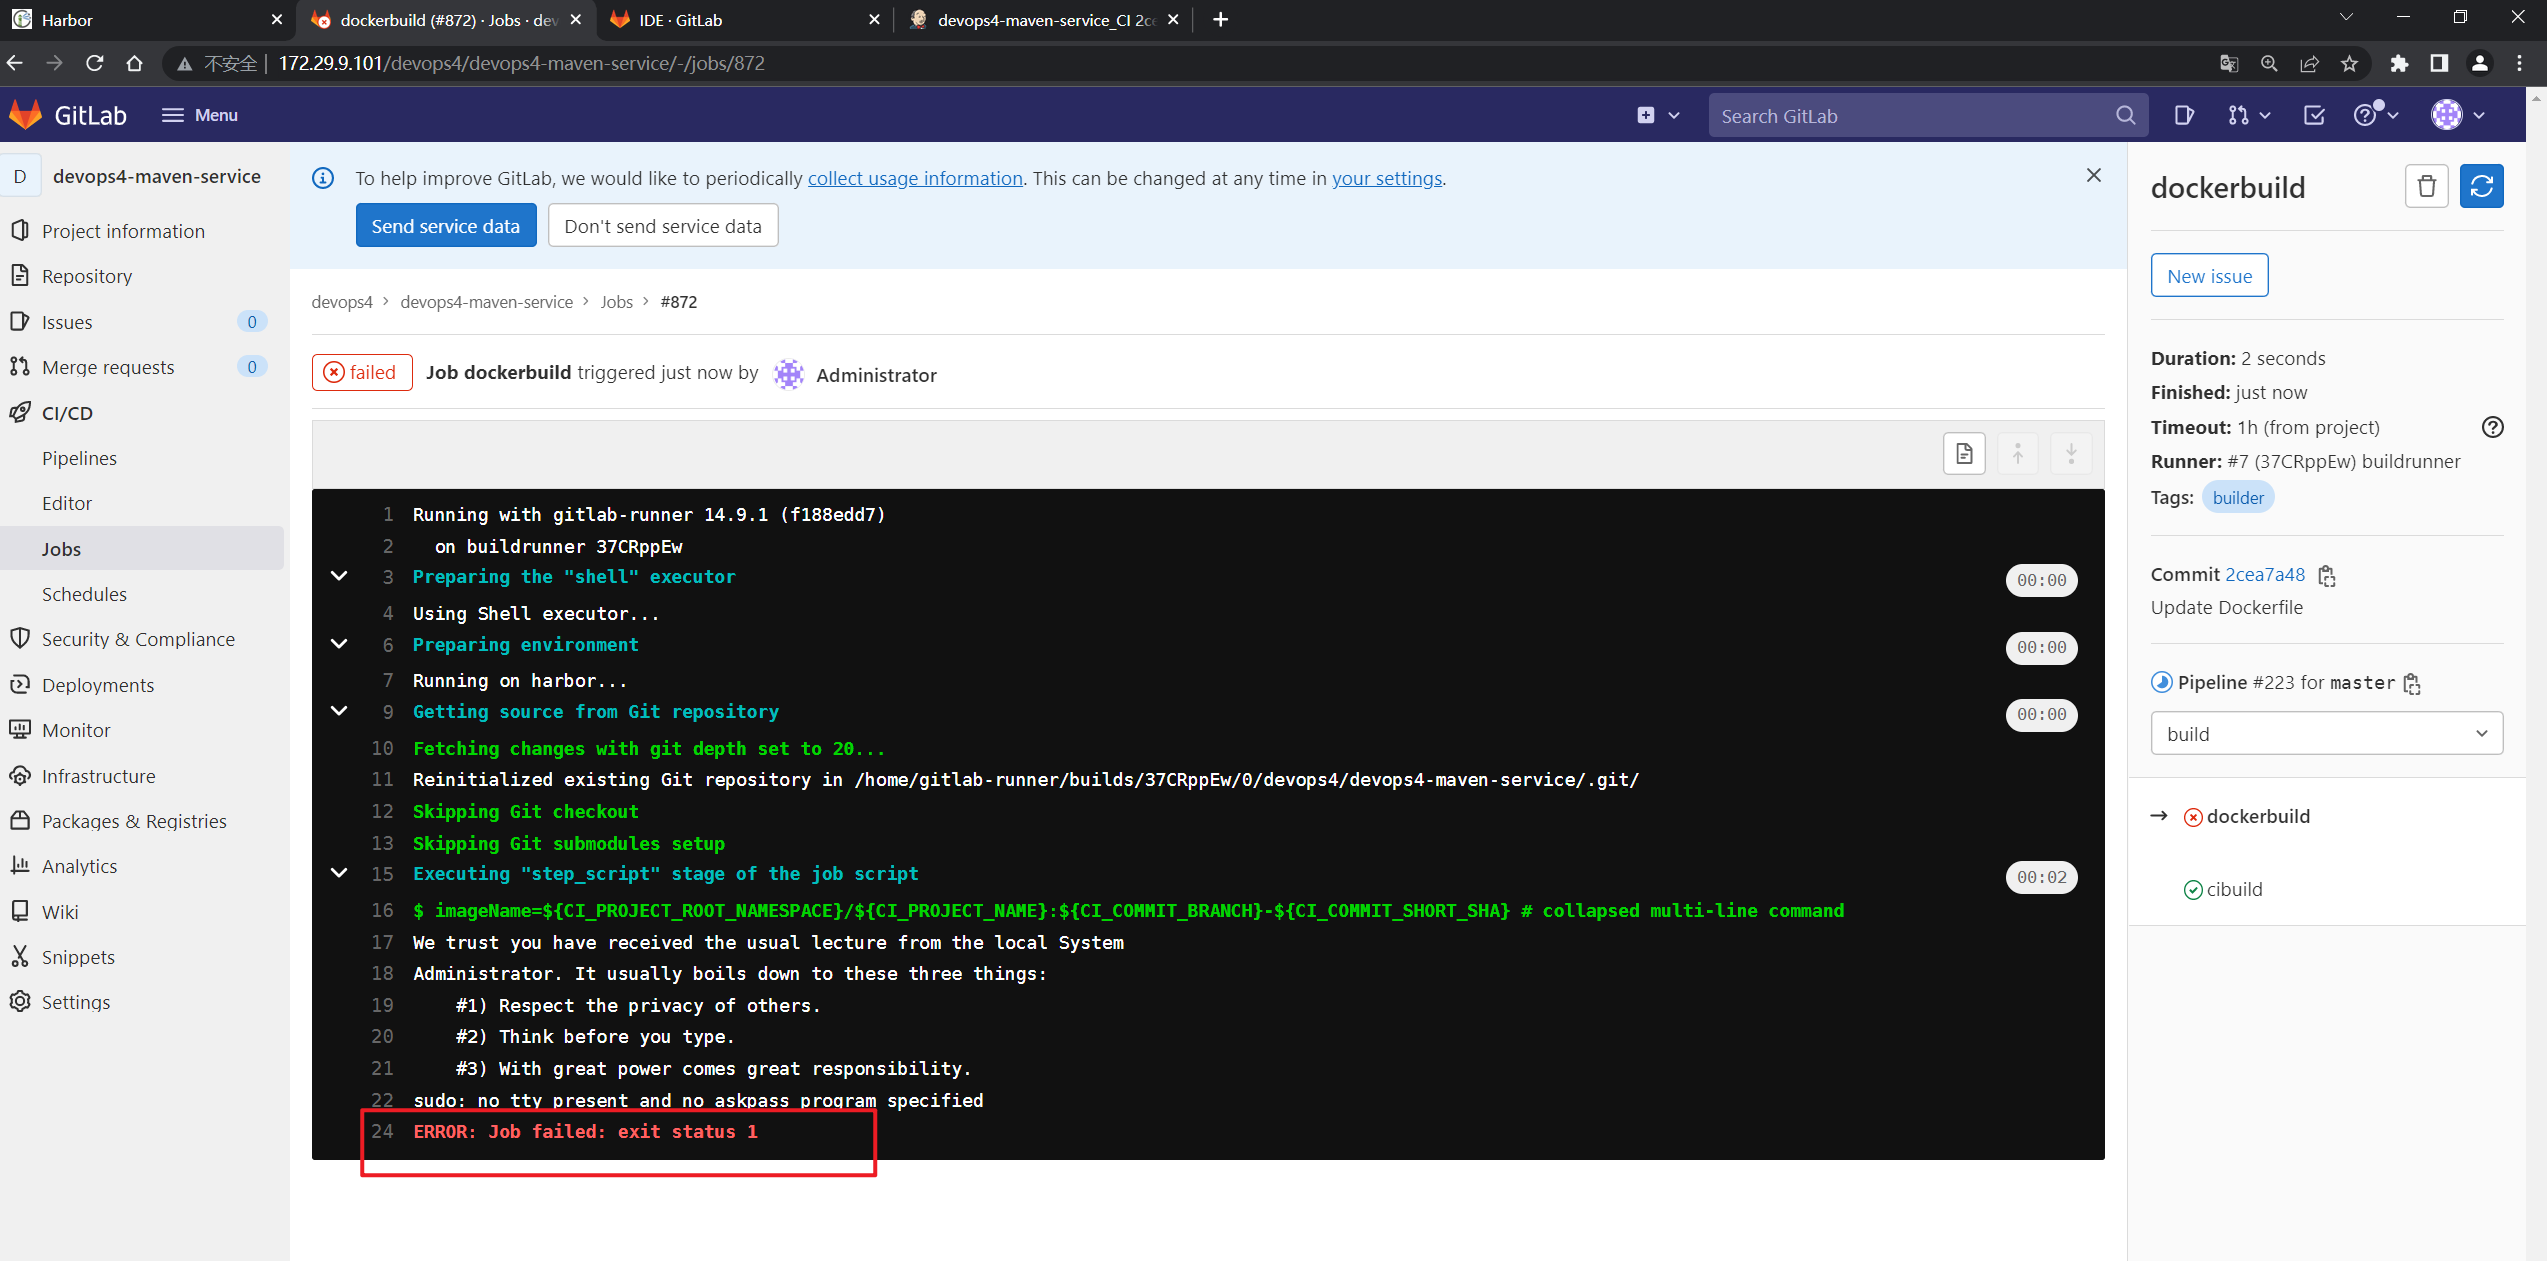 Harbor
dockerbuild (#872) · Jobs · dev
IDE · GitLab
devops4-maven-service_CI 2ce
不安全
172.29.9.101/devops4/devops4-maven-service/-/jobs/872
GitLab
Menu
Search GitLab
D
devops4-maven-service
Project information
Repository
Issues 0
Merge requests 0
CI/CD
Pipelines
Editor
Jobs
Schedules
Security & Compliance
Deployments
Monitor
Infrastructure
Packages & Registries
Analytics
Wiki
Snippets
Settings
To help improve GitLab, we would like to periodically collect usage information. This can be changed at any time in your settings.
Send service data
Don't send service data
devops4 › devops4-maven-service › Jobs › #872
failed Job dockerbuild triggered just now by Administrator
1 Running with gitlab-runner 14.9.1 (f188edd7)
2 on buildrunner 37CRppEw
3 Preparing the "shell" executor 00:00
4 Using Shell executor...
6 Preparing environment 00:00
7 Running on harbor...
9 Getting source from Git repository 00:00
10 Fetching changes with git depth set to 20...
11 Reinitialized existing Git repository in /home/gitlab-runner/builds/37CRppEw/0/devops4/devops4-maven-service/.git/
12 Skipping Git checkout
13 Skipping Git submodules setup
15 Executing "step_script" stage of the job script 00:02
16 $ imageName=${CI_PROJECT_ROOT_NAMESPACE}/${CI_PROJECT_NAME}:${CI_COMMIT_BRANCH}-${CI_COMMIT_SHORT_SHA} # collapsed multi-line command
17 We trust you have received the usual lecture from the local System
18 Administrator. It usually boils down to these three things:
19 #1) Respect the privacy of others.
20 #2) Think before you type.
21 #3) With great power comes great responsibility.
22 sudo: no tty present and no askpass program specified
24 ERROR: Job failed: exit status 1
dockerbuild
New issue
Duration: 2 seconds
Finished: just now
Timeout: 1h (from project)
Runner: #7 (37CRppEw) buildrunner
Tags: builder
Commit 2cea7a48
Update Dockerfile
Pipeline #223 for master
build
→ dockerbuild
cibuild